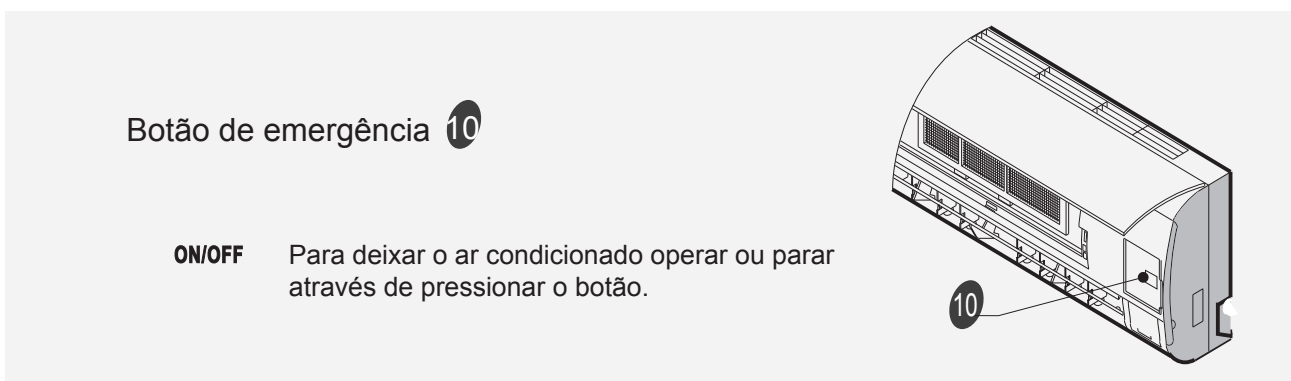 Botão de emergência 10
ON/OFF Para deixar o ar condicionado operar ou parar
através de pressionar o botão.
10